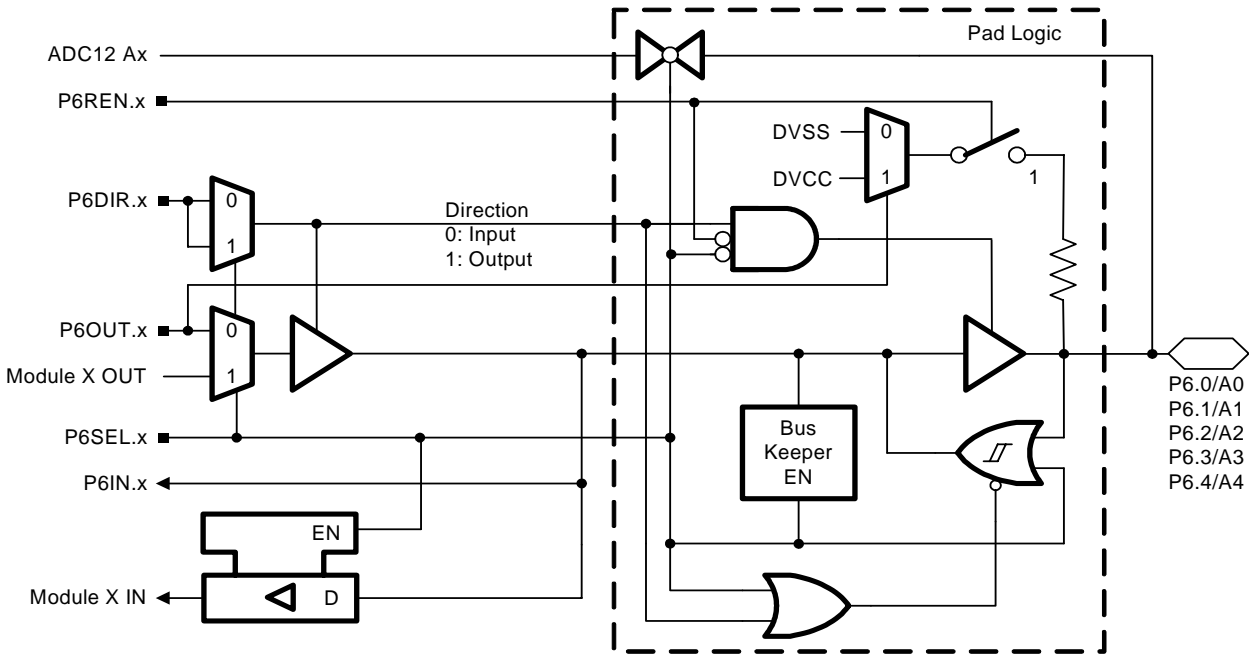 Pad Logic
ADC12 Ax
P6REN.x
DVSS
0
DVCC
1
1
P6DIR.x
0
1
Direction
0: Input
1: Output
P6OUT.x
0
Module X OUT
1
P6SEL.x
Bus
Keeper
EN
P6.0/A0
P6.1/A1
P6.2/A2
P6.3/A3
P6.4/A4
P6IN.x
EN
Module X IN
D